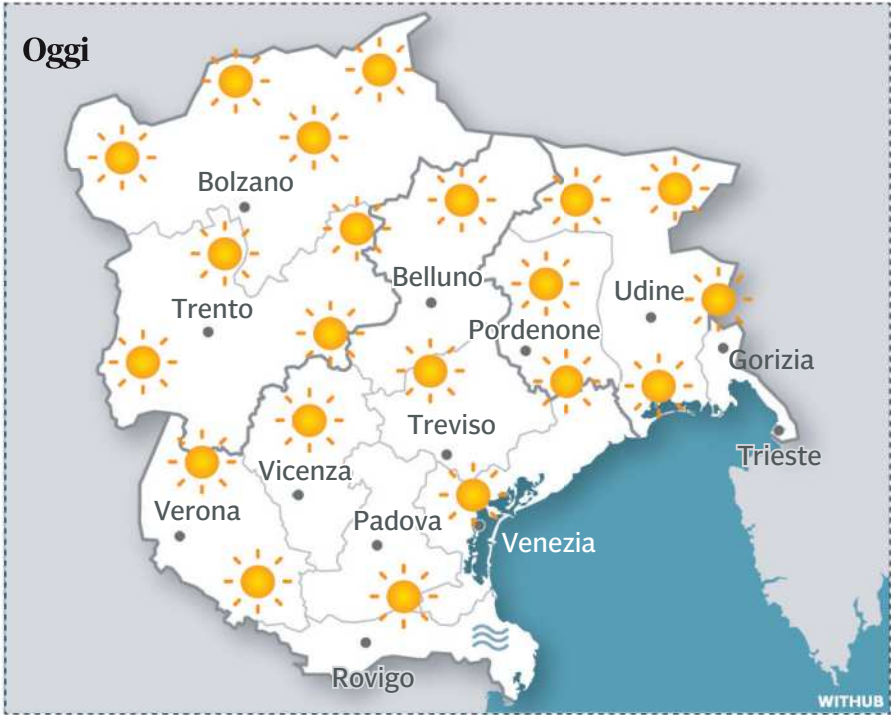 Oggi
Bolzano
Trento
Belluno
Udine
Pordenone
Gorizia
Treviso
Trieste
Vicenza
Verona
Padova
Venezia
Rovigo
WITHUB